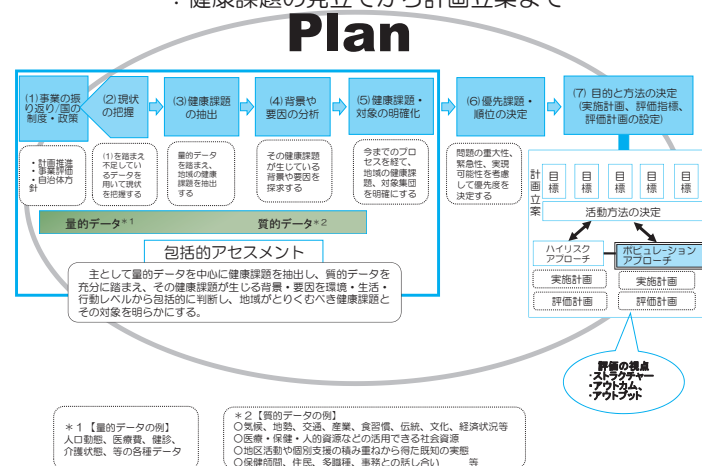 ：健康課題の見立てから計画立案まで
Plan
(1)事業の振
り返り/国の
制度・政策
(2)現状
の把握
(3)健康課題
の抽出
(4)背景や
要因の分析
(5)健康課題・
対象の明確化
(6)優先課題・
順位の決定
(7) 目的と方法の決定
(実施計画、評価指標、
評価計画の設定)
・計画推進
・事業評価
・自治体方
針
(1)を踏まえ
不足してい
るデータを
用いて現状
を把握する
量的データ
を踏まえ、
地域の健康
課題を抽出
する
その健康課題
が生じている
背景や要因を
探求する
今までのプロ
セスを経て、
地域の健康課
題、対象集団
を明確にする
問題の重大性、
緊急性、実現
可能性を考慮
して優先度を
決定する
計画立案
目標
目標
目標
目標
目標
活動方法の決定
ハイリスク
アプローチ
ポピュレーション
アプローチ
実施計画
実施計画
評価計画
評価計画
量的データ*1
質的データ*2
包括的アセスメント
主として量的データを中心に健康課題を抽出し、質的データを
充分に踏まえ、その健康課題が生じる背景・要因を環境・生活・
行動レベルから包括的に判断し、地域がとりくむべき健康課題と
その対象を明らかにする。
評価の視点
・ストラクチャー
・アウトカム、
・アウトプット
＊1【量的データの例】
人口動態、医療費、健診、
介護状態、等の各種データ
＊2【質的データの例】
○気候、地勢、交通、産業、食習慣、伝統、文化、経済状況等
○医療・保健・人的資源などの活用できる社会資源
○地区活動や個別支援の積み重ねから得た既知の実態
○保健師間、住民、多職種、事務との話し合い　　等